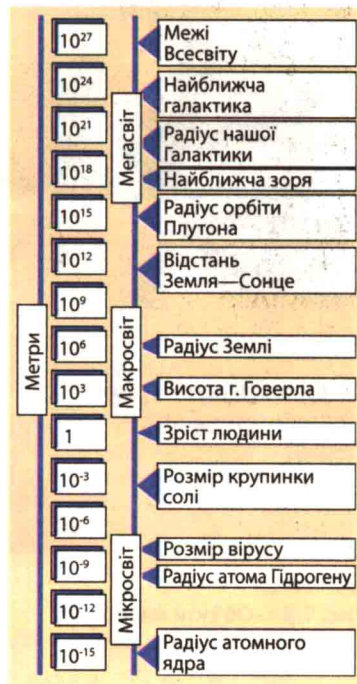 Метри
10²⁷
10²⁴
10²¹
10¹⁸
10¹⁵
10¹²
10⁹
10⁶
10³
1
10⁻³
10⁻⁶
10⁻⁹
10⁻¹²
10⁻¹⁵
Мегасвіт
Макросвіт
Мікросвіт
Межі
Всесвіту
Найближча
галактика
Радіус нашої
Галактики
Найближча зоря
Радіус орбіти
Плутона
Відстань
Земля—Сонце
Радіус Землі
Висота г. Говерла
Зріст людини
Розмір крупинки
солі
Розмір вірусу
Радіус атома Гідрогену
Радіус атомного
ядра